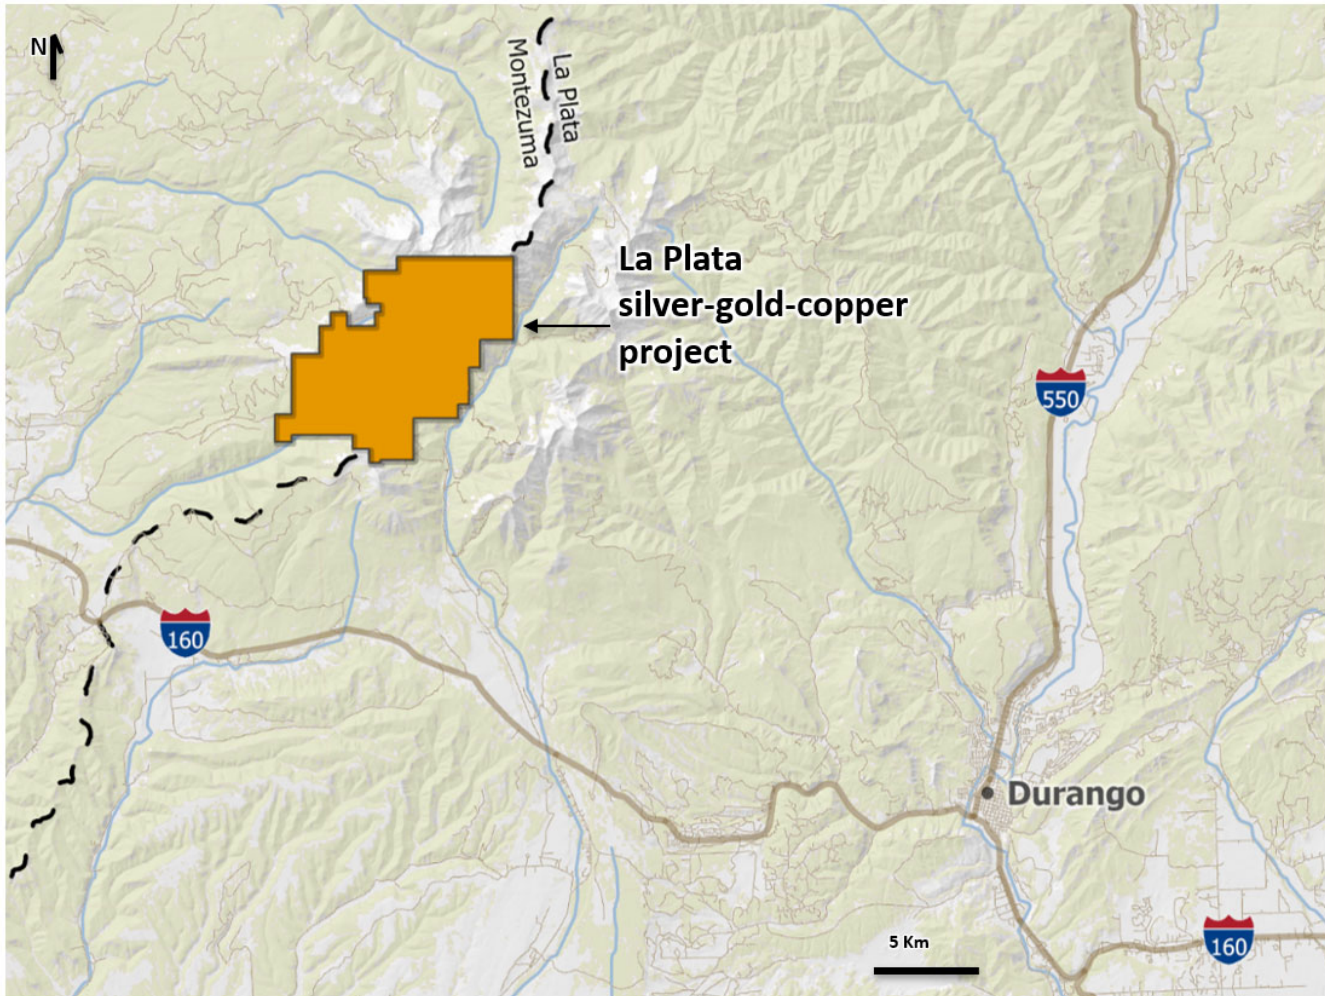 N
La Plata
Montezuma
La Plata
silver-gold-copper
project
550
160
Durango
5 Km
160